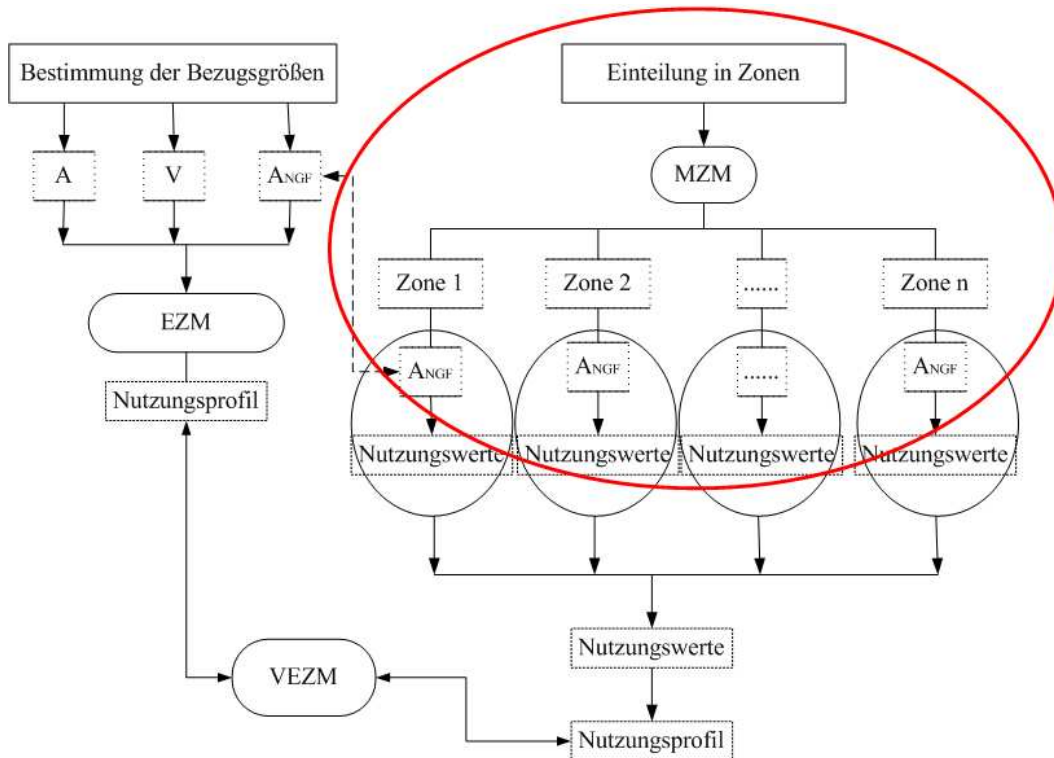 Bestimmung der Bezugsgrößen
Einteilung in Zonen
A
V
ANGF
MZM
Zone 1
Zone 2
......
Zone n
EZM
ANGF
ANGF
......
ANGF
Nutzungsprofil
Nutzungswerte
Nutzungswerte
Nutzungswerte
Nutzungswerte
Nutzungswerte
VEZM
Nutzungsprofil